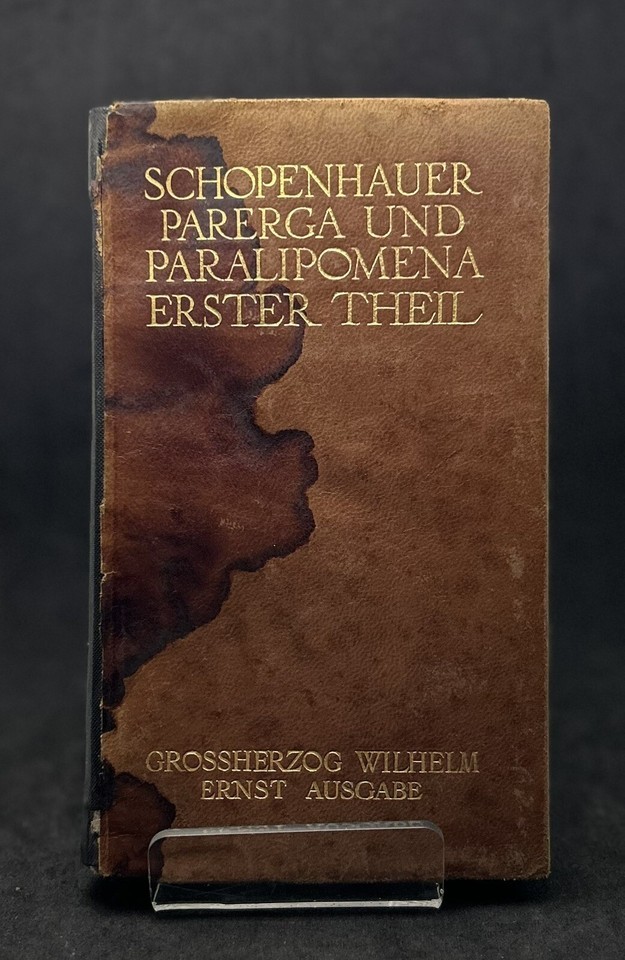 SCHOPENHAUER
PARERGA UND
PARALIPOMENA
ERSTER THEIL
GROSSHERZOG WILHELM
ERNST AUSGABE